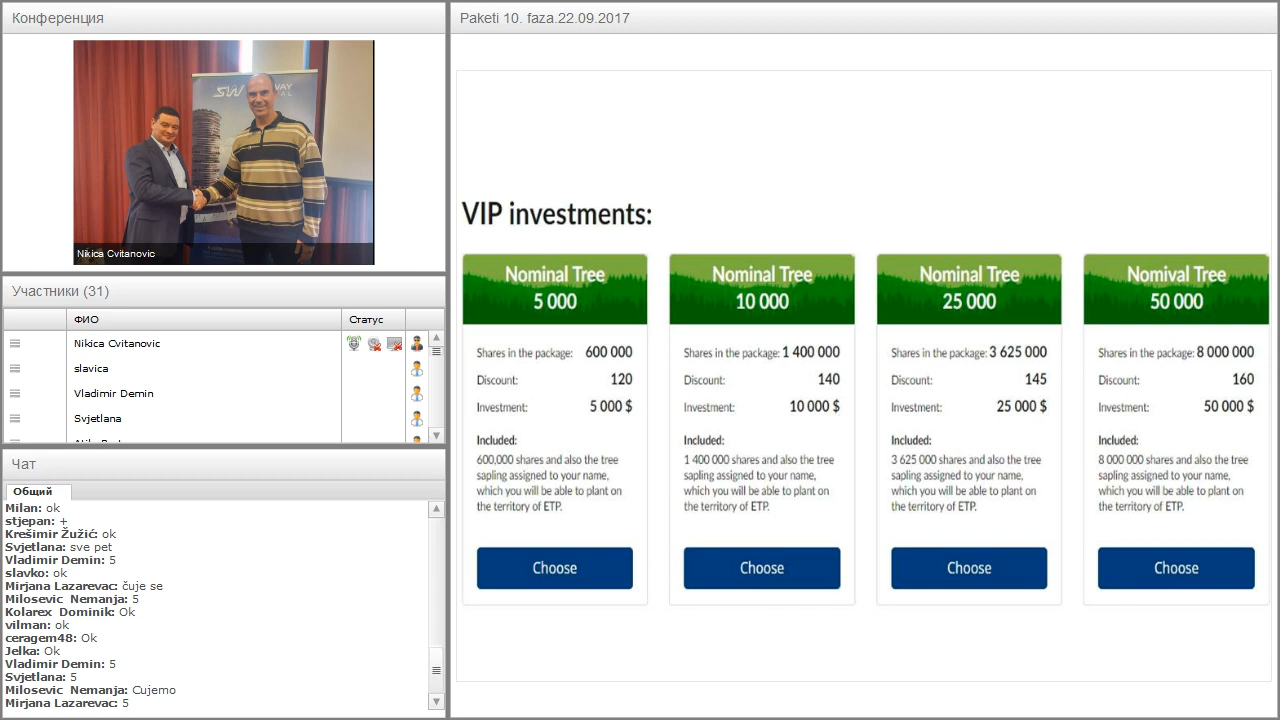 Конференция
Nikica Cvitanovic
Участники (31)
ФИО
Статус
Nikica Cvitanovic
slavica
Vladimir Demin
Svjetlana
Чат
Общий
Milan: ok
stjepan: +
Krešimir Žužić: ok
Svjetlana: sve pet
Vladimir Demin: 5
slavko: ok
Mirjana Lazarevac: čuje se
Milosevic Nemanja: 5
Kolarex Dominik: Ok
vilman: ok
ceragem48: Ok
Jelka: Ok
Vladimir Demin: 5
Svjetlana: 5
Milosevic Nemanja: Cujemo
Mirjana Lazarevac: 5
Paketi 10. faza.22.09.2017
VIP investments:
Nominal Tree
5 000
Shares in the package: 600 000
Discount: 120
Investment: 5 000 $
Included:
600,000 shares and also the tree
sapling assigned to your name,
which you will be able to plant on
the territory of ETP.
Choose
Nominal Tree
10 000
Shares in the package: 1 400 000
Discount: 140
Investment: 10 000 $
Included:
1 400 000 shares and also the tree
sapling assigned to your name,
which you will be able to plant on
the territory of ETP.
Choose
Nominal Tree
25 000
Shares in the package: 3 625 000
Discount: 145
Investment: 25 000 $
Included:
3 625 000 shares and also the tree
sapling assigned to your name,
which you will be able to plant on
the territory of ETP.
Choose
Nomival Tree
50 000
Shares in the package: 8 000 000
Discount: 160
Investment: 50 000 $
Included:
8 000 000 shares and also the tree
sapling assigned to your name,
which you will be able to plant on
the territory of ETP.
Choose